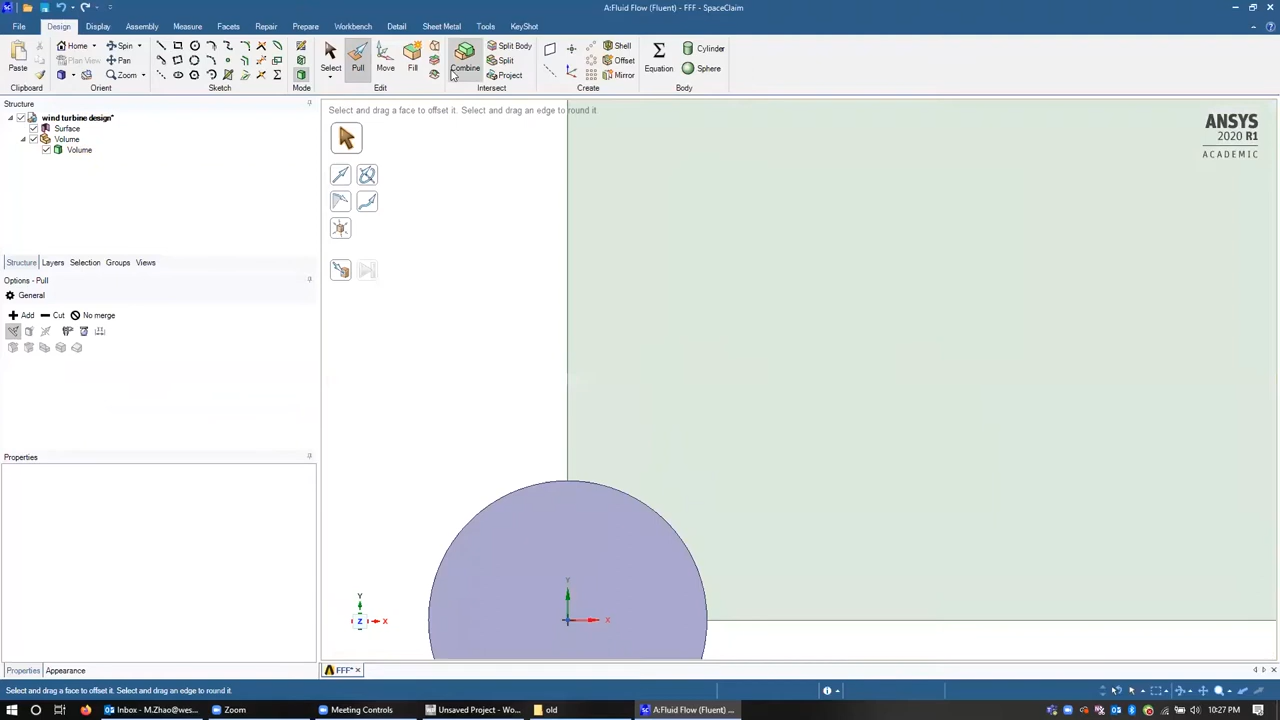 A:Fluid Flow (Fluent) - FFF - SpaceClaim
File Design Display Assembly Measure Facets Repair Prepare Workbench Detail Sheet Metal Tools KeyShot
Home Spin Split Body Shell Cylinder
Plan View Pan Split Offset
Paste Zoom Select Pull Move Fill Combine Project Mirror Equation Sphere
Clipboard Orient Sketch Mode Edit Intersect Create Body
Structure
Select and drag a face to offset it. Select and drag an edge to round it.
wind turbine design*
Surface
Volume
Volume
ANSYS
2020 R1
ACADEMIC
Structure Layers Selection Groups Views
Options - Pull
General
Add Cut No merge
Properties
Y
Z X
Y
X
Properties Appearance
FFF*
Select and drag a face to offset it. Select and drag an edge to round it.
Inbox - M.Zhao@wes... Zoom Meeting Controls Unsaved Project - Wo... old A:Fluid Flow (Fluent) ... 10:27 PM